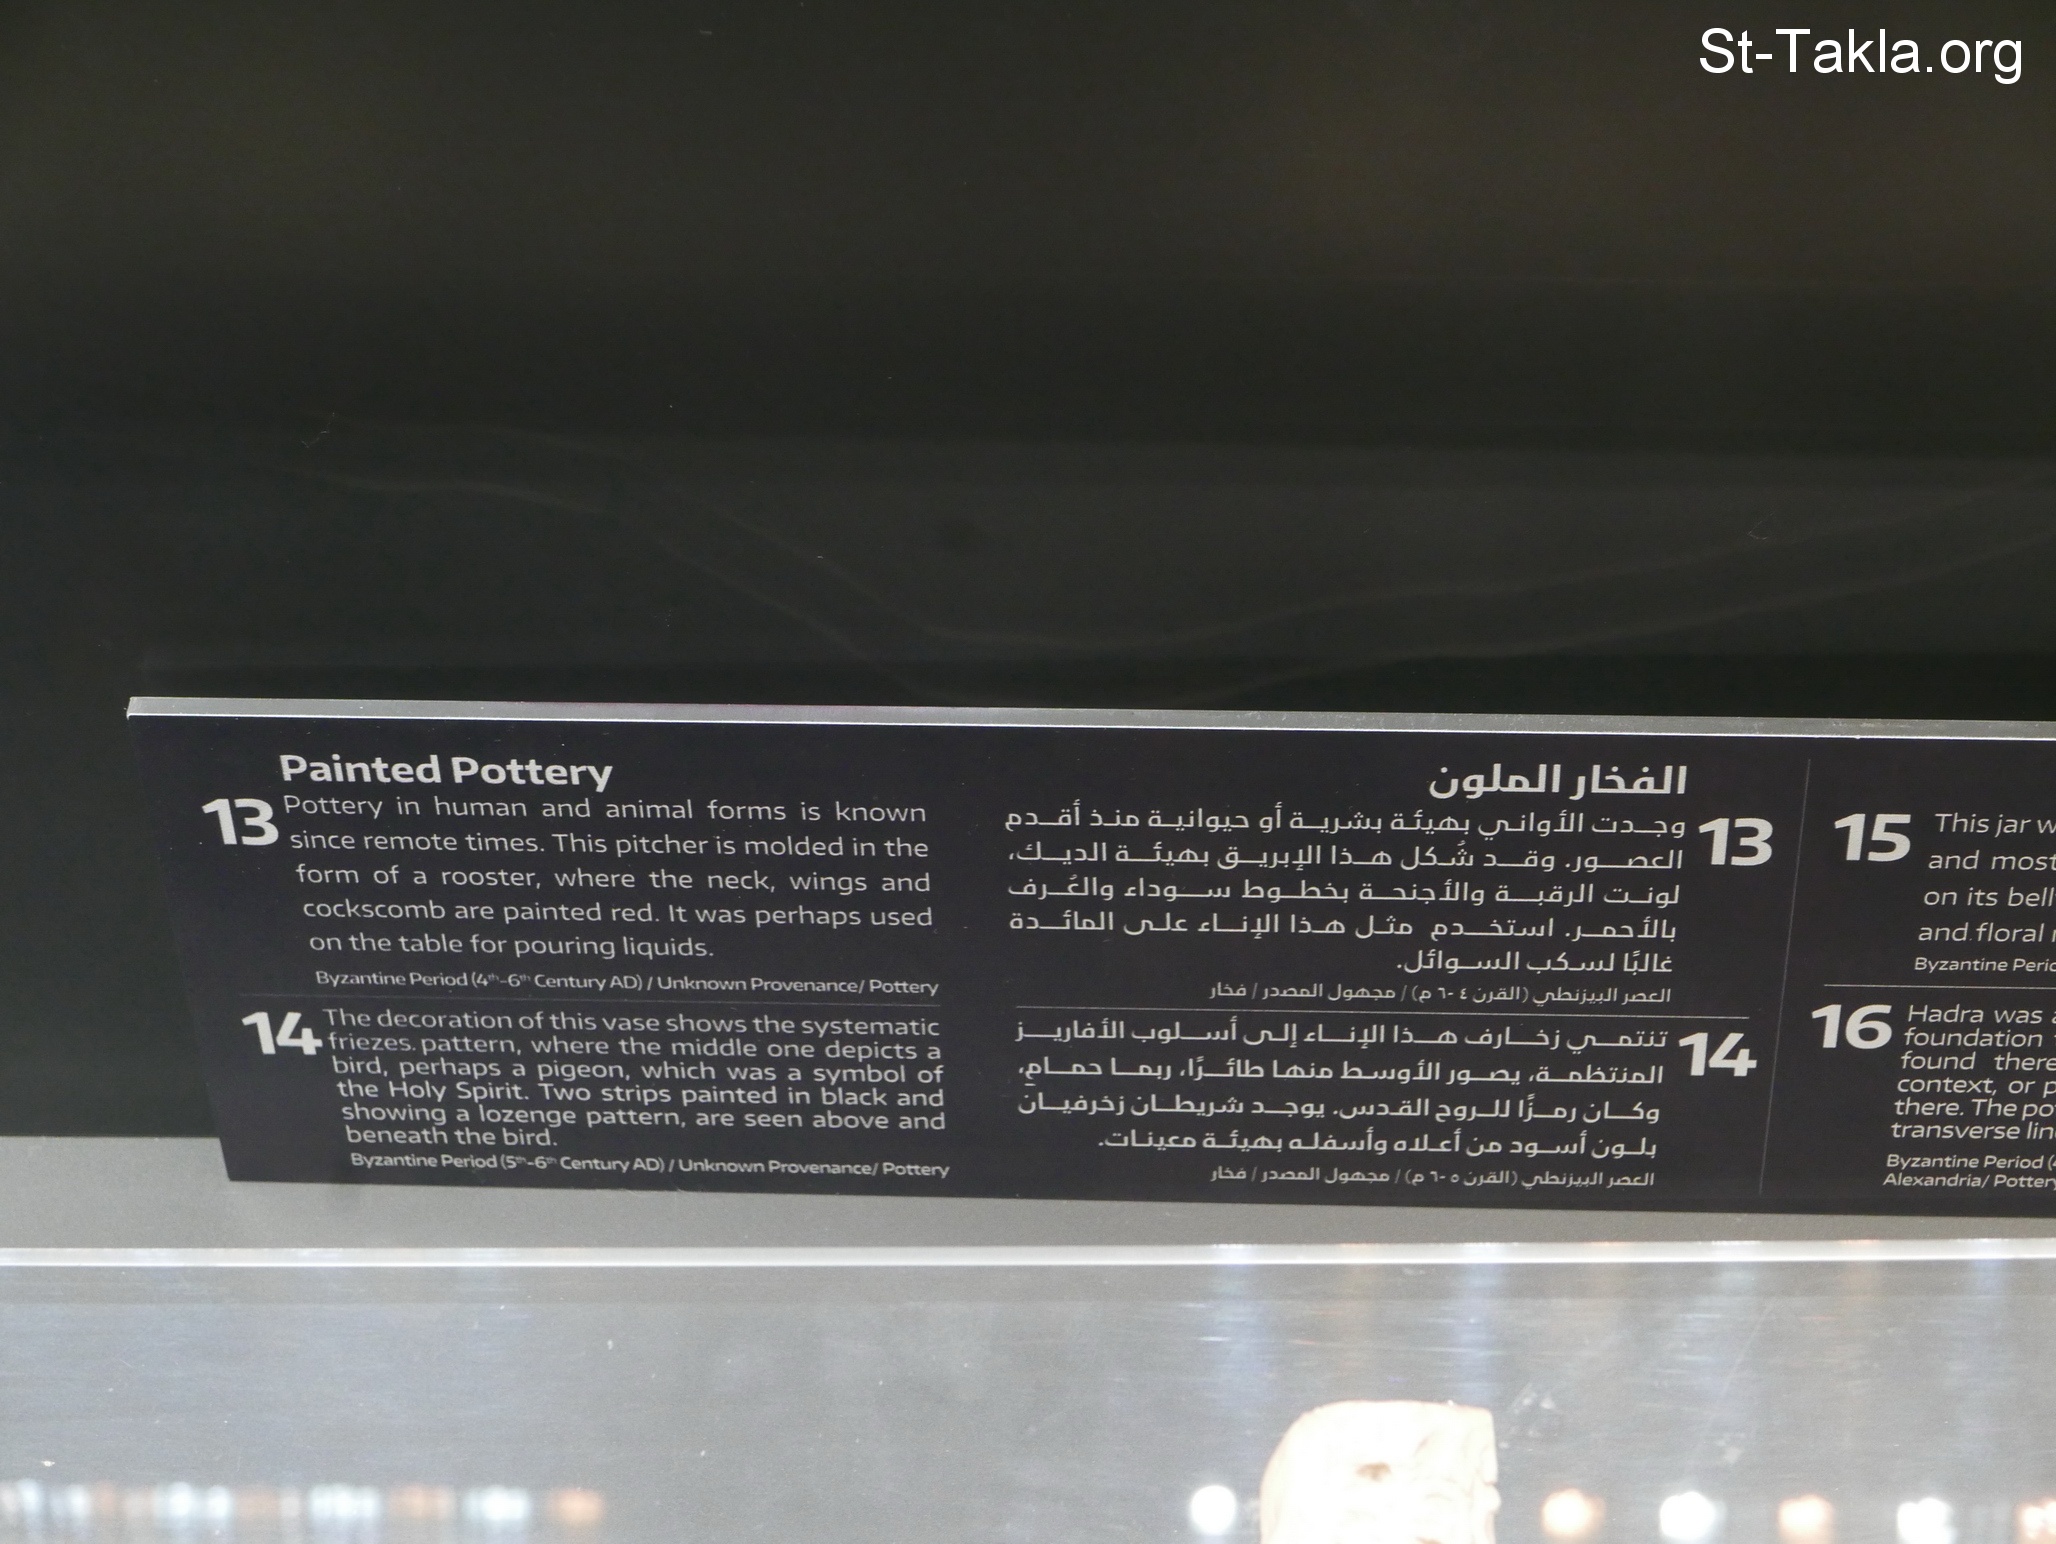 St-Takla.org
Painted Pottery
13
Pottery in human and animal forms is known
since remote times. This pitcher is molded in the
form of a rooster, where the neck, wings and
cockscomb are painted red. It was perhaps used
on the table for pouring liquids.
Byzantine Period (4th-6th Century AD) / Unknown Provenance/ Pottery
14
The decoration of this vase shows the systematic
friezes pattern, where the middle one depicts a
bird, perhaps a pigeon, which was a symbol of
the Holy Spirit. Two strips painted in black and
showing a lozenge pattern, are seen above and
beneath the bird.
Byzantine Period (5th-6th Century AD) / Unknown Provenance/ Pottery
الفخار الملون
13
وجدت الأواني بهيئة بشرية أو حيوانية منذ أقدم
العصور. وقد شُكل هذا الإبريق بهيئة الديك،
لونت الرقبة والأجنحة بخطوط سوداء والعُرف
بالأحمر. استخدم مثل هذا الإناء على المائدة
غالبًا لسكب السوائل.
العصر البيزنطي (القرن ٤ -٦ م) / مجهول المصدر / فخار
14
تنتمي زخارف هذا الإناء إلى أسلوب الأفاريز
المنتظمة، يصور الأوسط منها طائرًا، ربما حمام،
وكان رمزًا للروح القدس. يوجد شريطان زخرفيان
بلون أسود من أعلاه وأسفله بهيئة معينات.
العصر البيزنطي (القرن ٥ -٦ م) / مجهول المصدر / فخار
15
This jar
and most
on its
and floral
Byzantine
16
Hadra was
foundation
found there
context, or
there. The
transverse
Byzantine Period
Alexandria/ Pottery